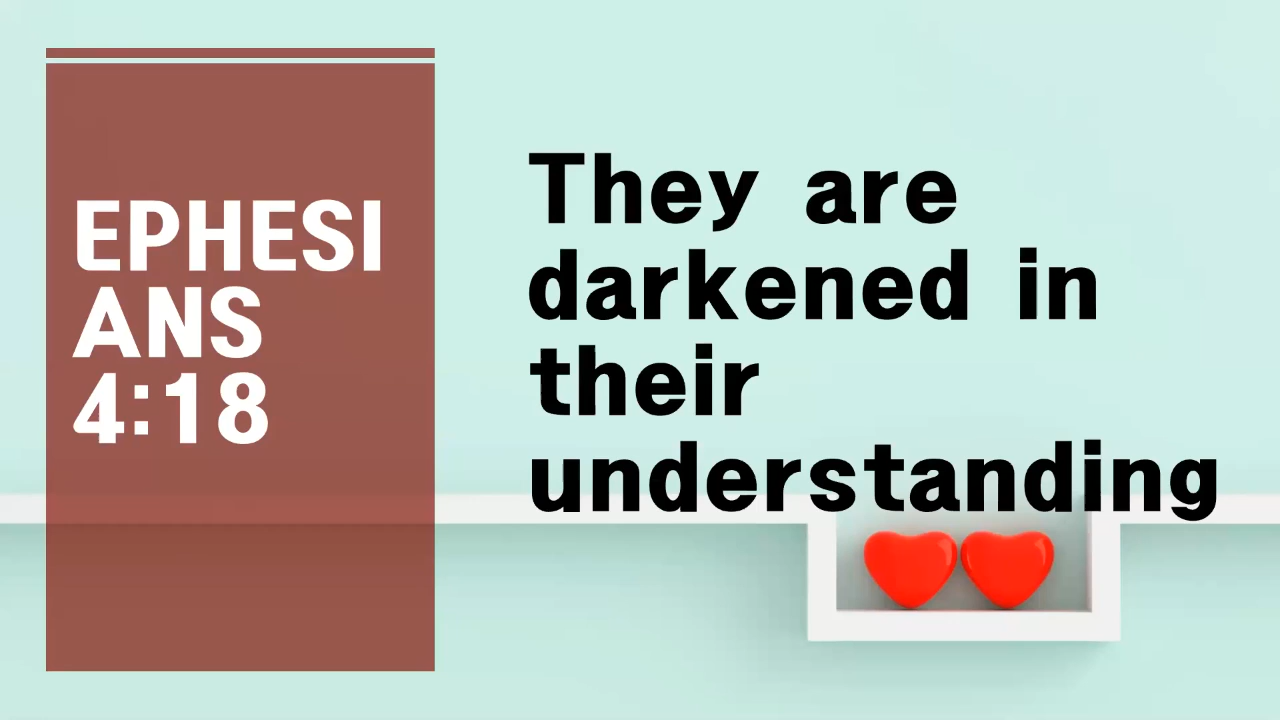 EPHESI
ANS
4:18
They are
darkened in
their
understanding